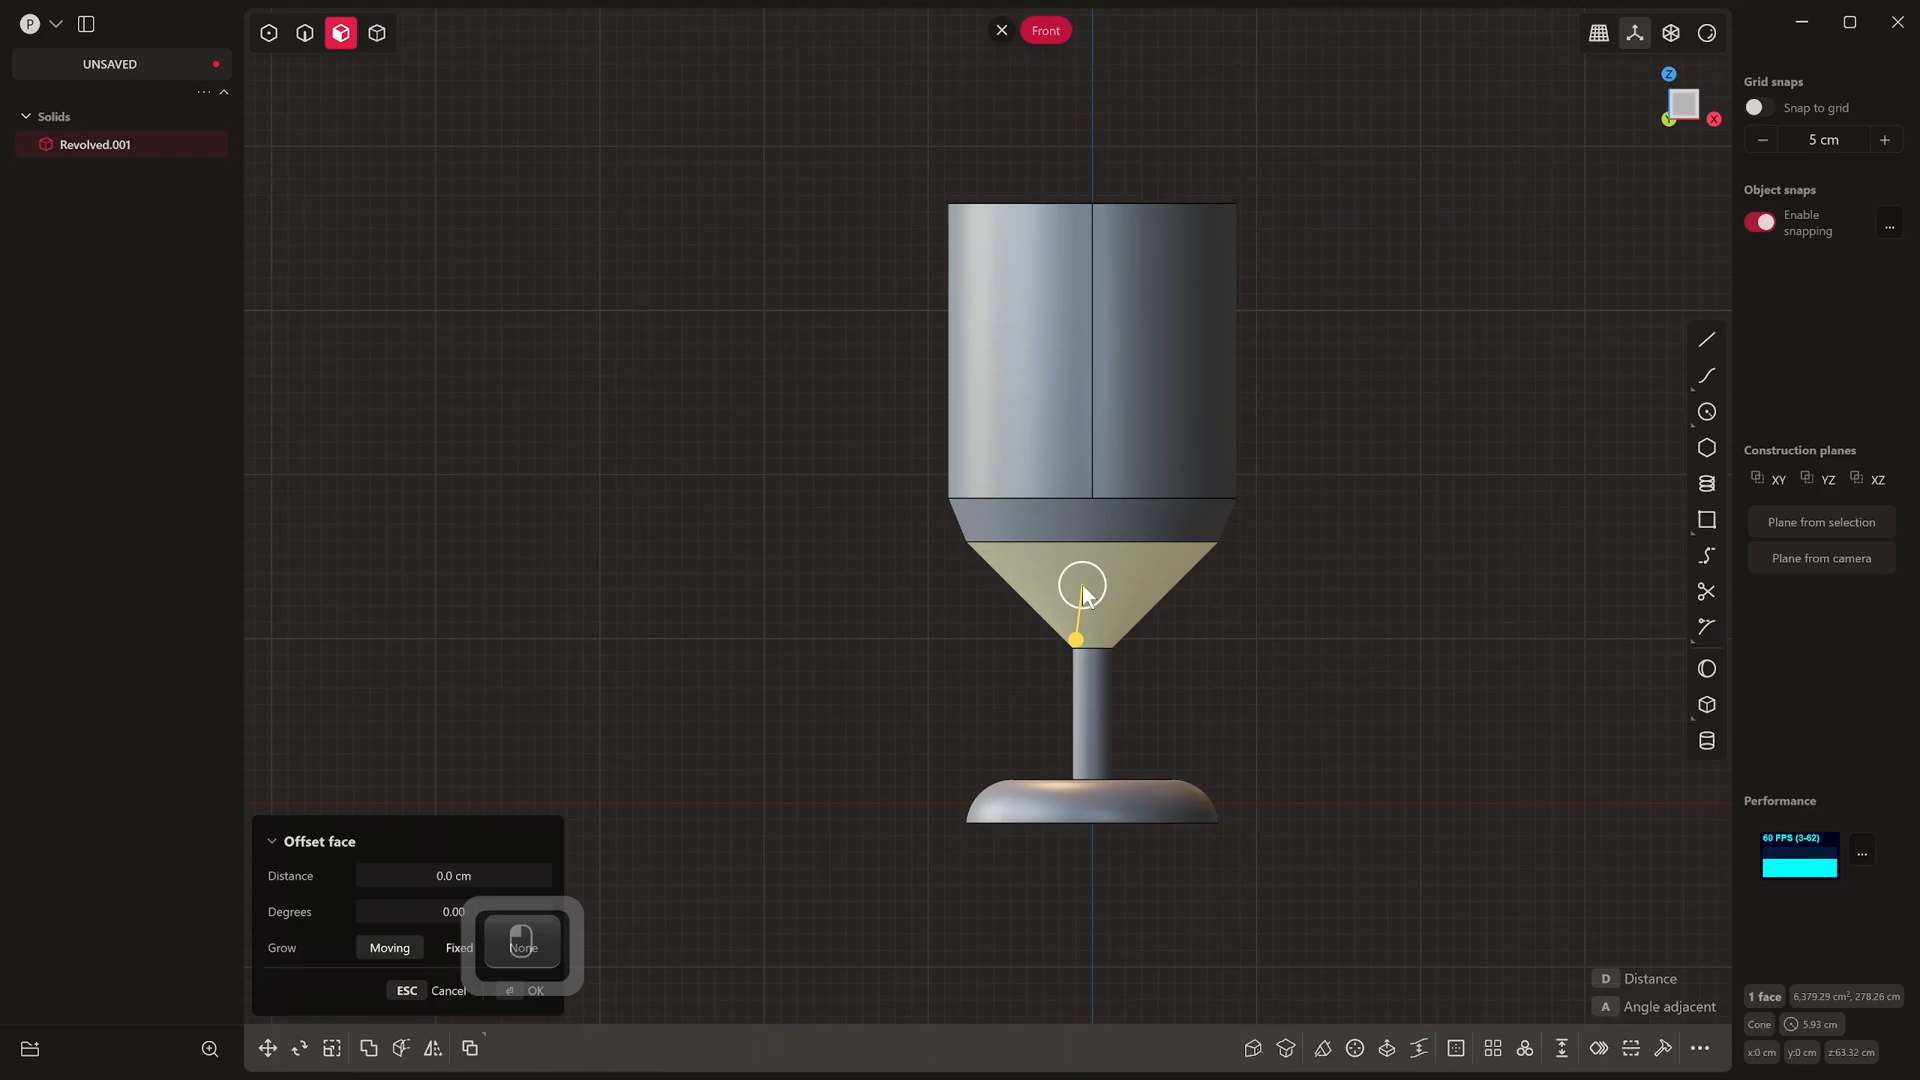 P
UNSAVED
Solids
Revolved.001
Front
Z
Y
X
Grid snaps
Snap to grid
5 cm
Object snaps
Enable
snapping
Construction planes
XY
YZ
XZ
Plane from selection
Plane from camera
Performance
60 FPS (3-62)
Offset face
Distance
0.0 cm
Degrees
0.00
Grow
Moving
Fixed
None
ESC
Cancel
OK
D
Distance
A
Angle adjacent
1 face
6,379.29 cm², 278.26 cm
Cone
5.93 cm
x:0 cm
y:0 cm
z:63.32 cm